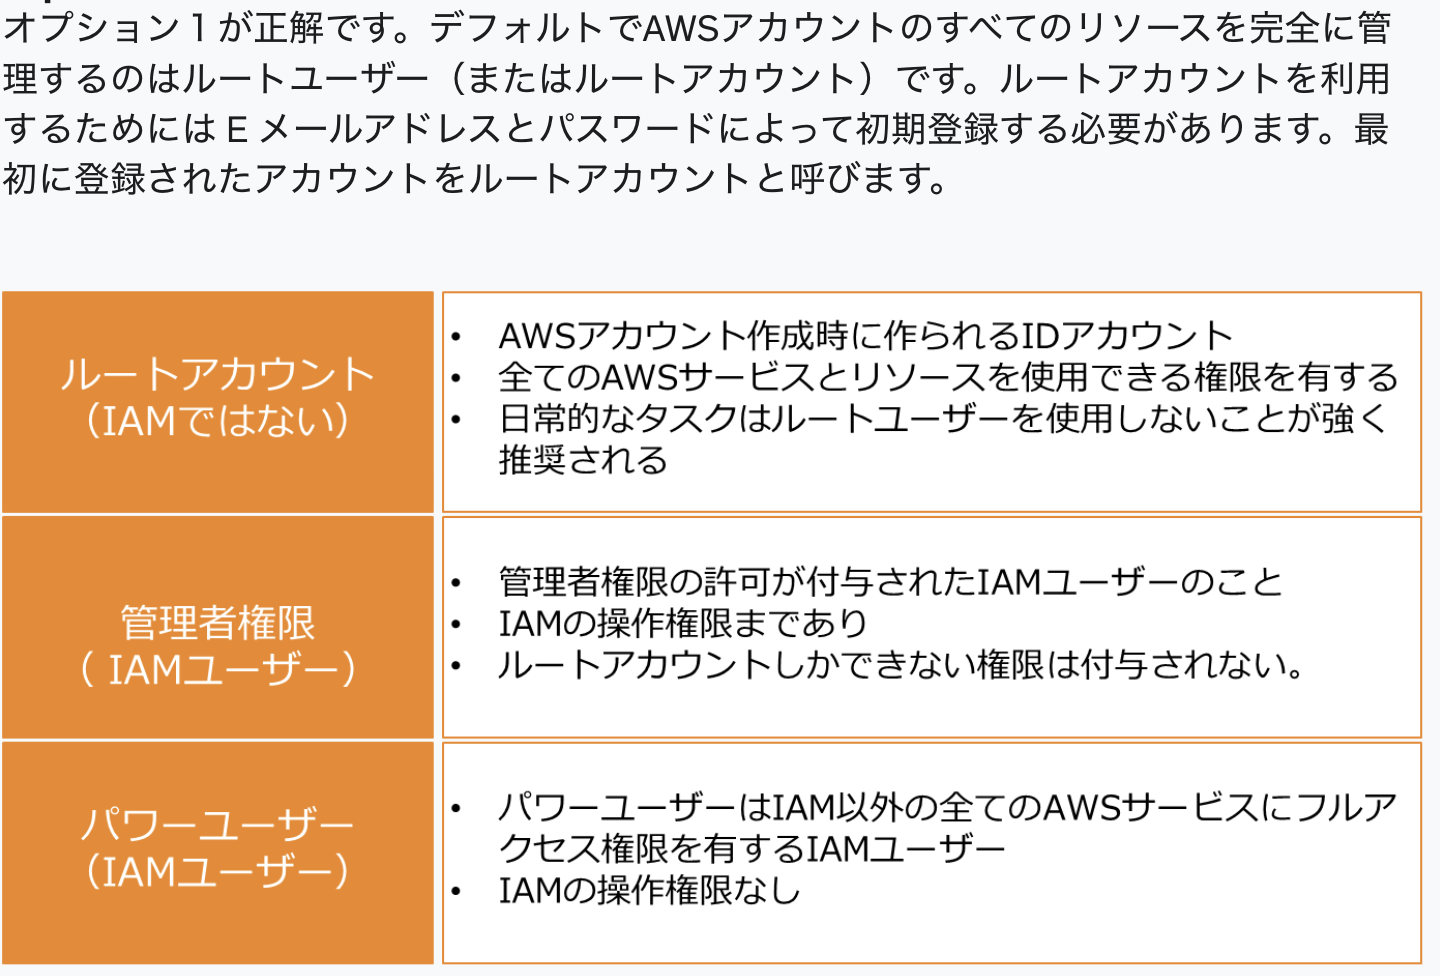 オプション1が正解です。デフォルトでAWSアカウントのすべてのリソースを完全に管
理するのはルートユーザー（またはルートアカウント）です。ルートアカウントを利用
するためにはEメールアドレスとパスワードによって初期登録する必要があります。最
初に登録されたアカウントをルートアカウントと呼びます。
ルートアカウント
（IAMではない）
• AWSアカウント作成時に作られるIDアカウント
• 全てのAWSサービスとリソースを使用できる権限を有する
• 日常的なタスクはルートユーザーを使用しないことが強く
推奨される
管理者権限
（ IAMユーザー）
• 管理者権限の許可が付与されたIAMユーザーのこと
• IAMの操作権限まであり
• ルートアカウントしかできない権限は付与されない。
パワーユーザー
（IAMユーザー）
• パワーユーザーはIAM以外の全てのAWSサービスにフルア
クセス権限を有するIAMユーザー
• IAMの操作権限なし